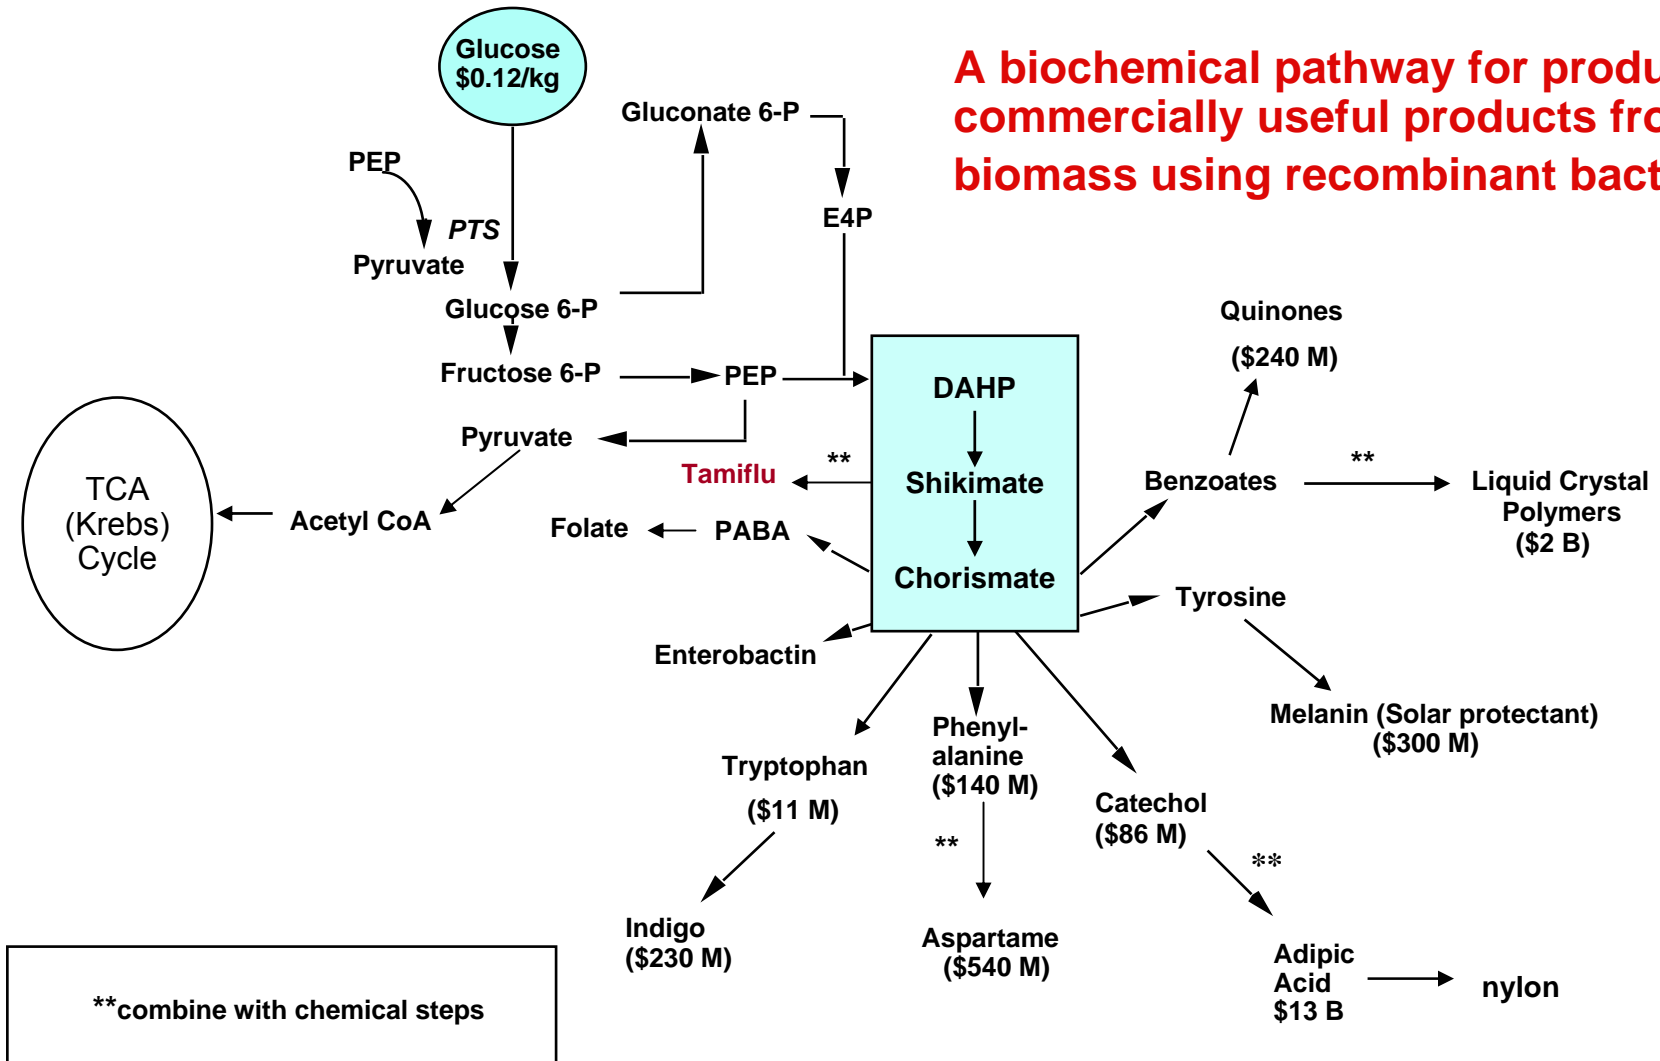 Glucose
$0.12/kg
A biochemical pathway for produ
commercially useful products fro
biomass using recombinant bact
Gluconate 6-P
PEP
E4P
PTS
Pyruvate
Glucose 6-P
Quinones
($240 M)
Fructose 6-P
PEP
DAHP
Pyruvate
Tamiflu
**
Shikimate
Benzoates
**
Liquid Crystal
Polymers
($2 B)
TCA
(Krebs)
Cycle
Acetyl CoA
Folate
PABA
Chorismate
Tyrosine
Enterobactin
Melanin (Solar protectant)
($300 M)
Phenyl-
alanine
($140 M)
Tryptophan
($11 M)
Catechol
($86 M)
**
**
Indigo
($230 M)
Aspartame
($540 M)
Adipic
Acid
$13 B
nylon
**combine with chemical steps